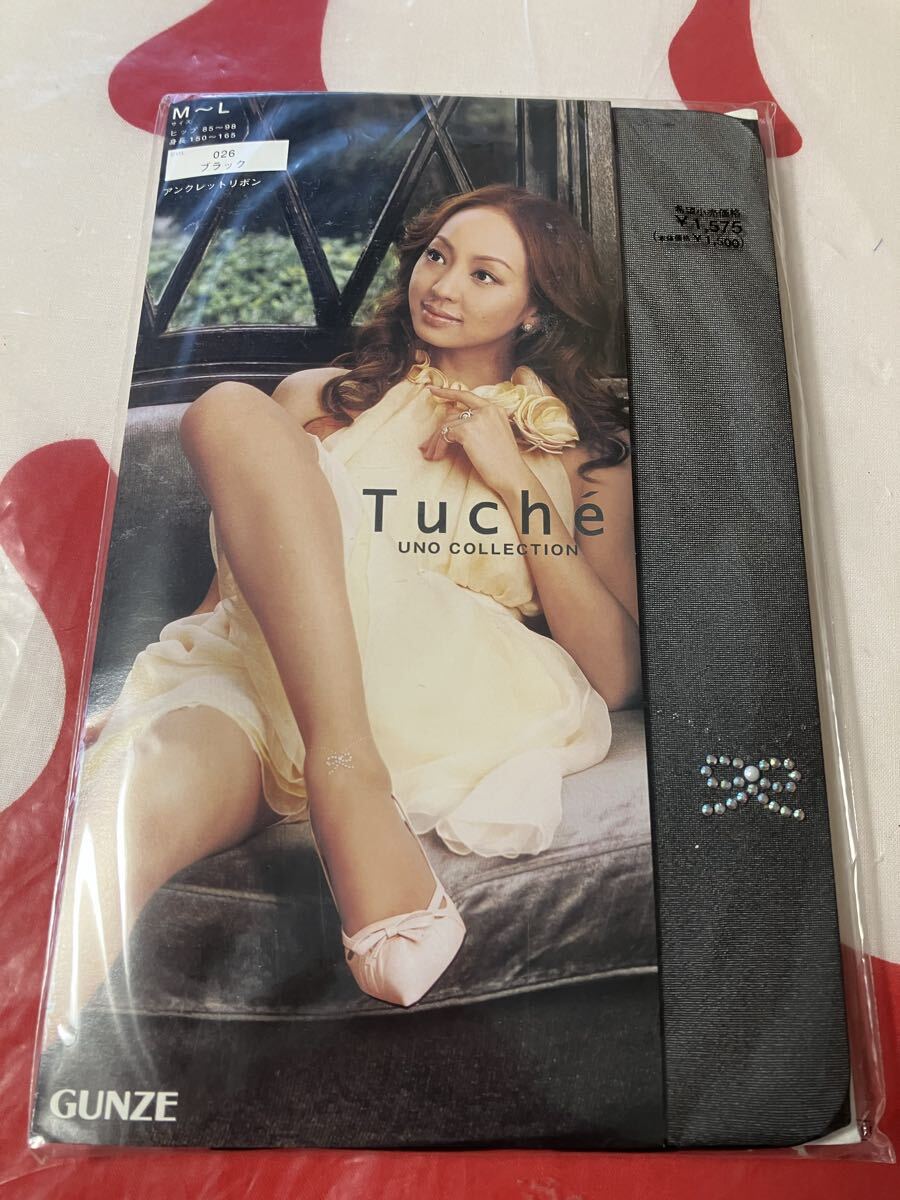 M〜L
サイズ
ヒップ 85〜98
身長 150〜165
026
ブラック
アンクレットリボン
希望小売価格
¥1,575
(本体価格 ¥1,500)
Tuché
UNO COLLECTION
GUNZE